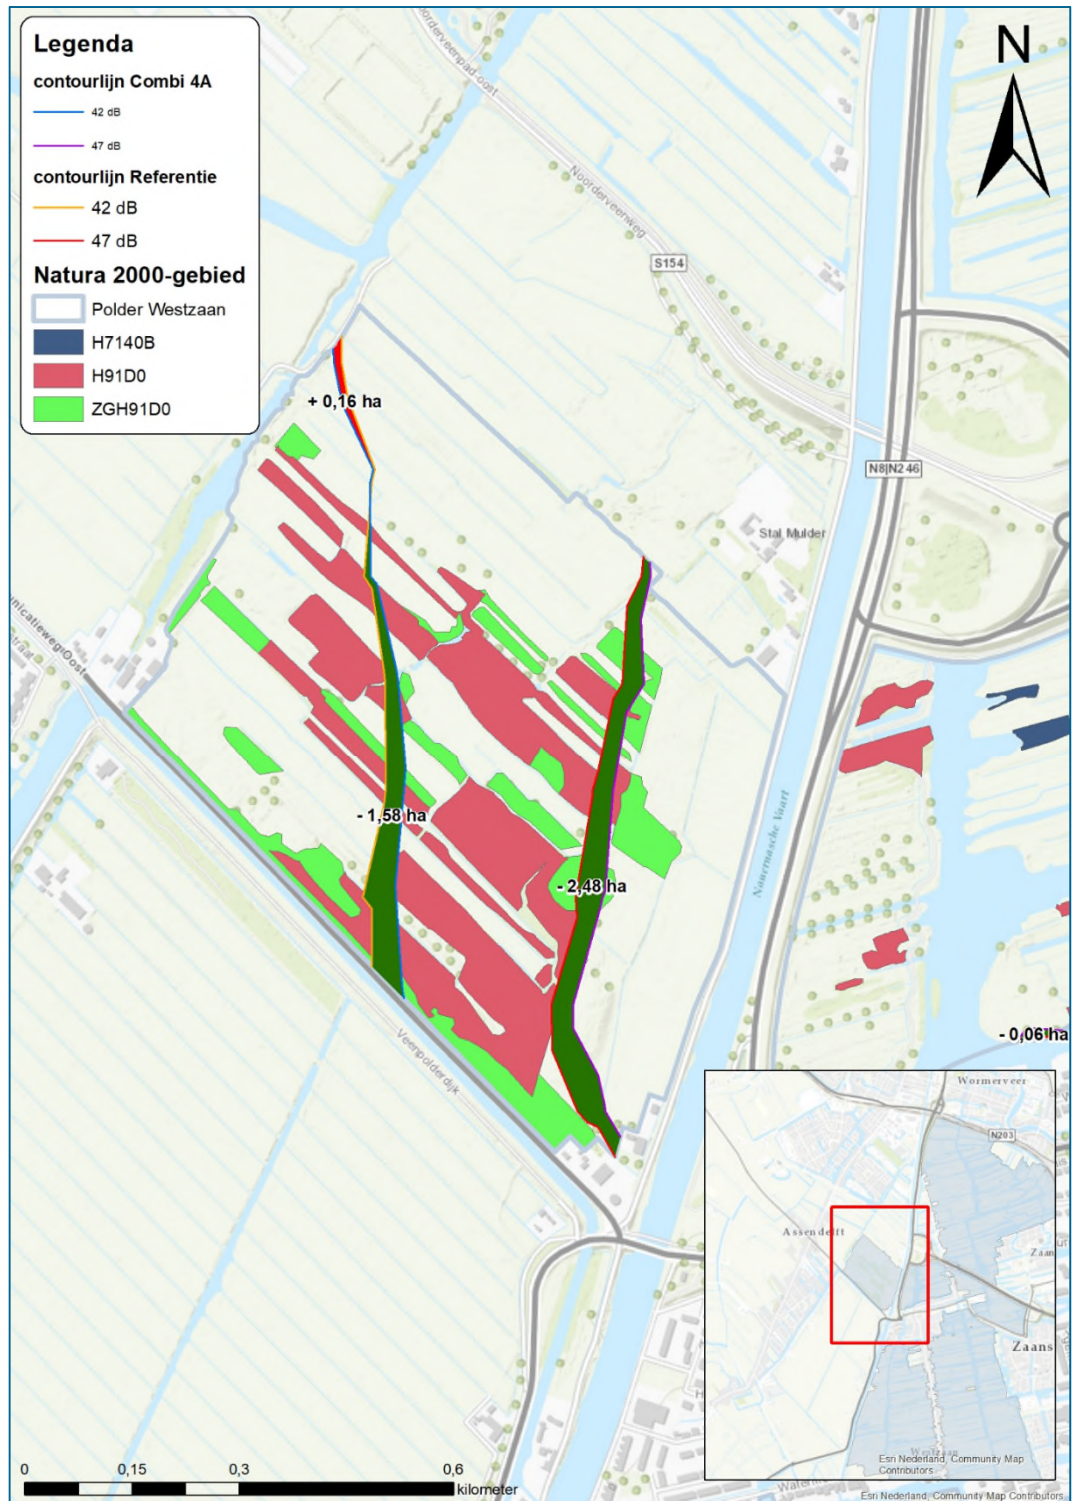 Legenda
contourlijn Combi 4A
42 dB
47 dB
contourlijn Referentie
42 dB
47 dB
Natura 2000-gebied
Polder Westzaan
H7140B
H91D0
ZGH91D0
N
Noorderveenweg
S154
+ 0,16 ha
N8|N246
Stal Mulder
- 1,58 ha
- 2,48 ha
Nauernasche Vaart
- 0,06 ha
Veenpolderdijk
Wormerveer
N203
Assendelft
Zaan
Zaans
Esri Nederland, Community Map
Contributors
0 0,15 0,3 0,6
kilometer
Esri Nederland, Community Map Contributors